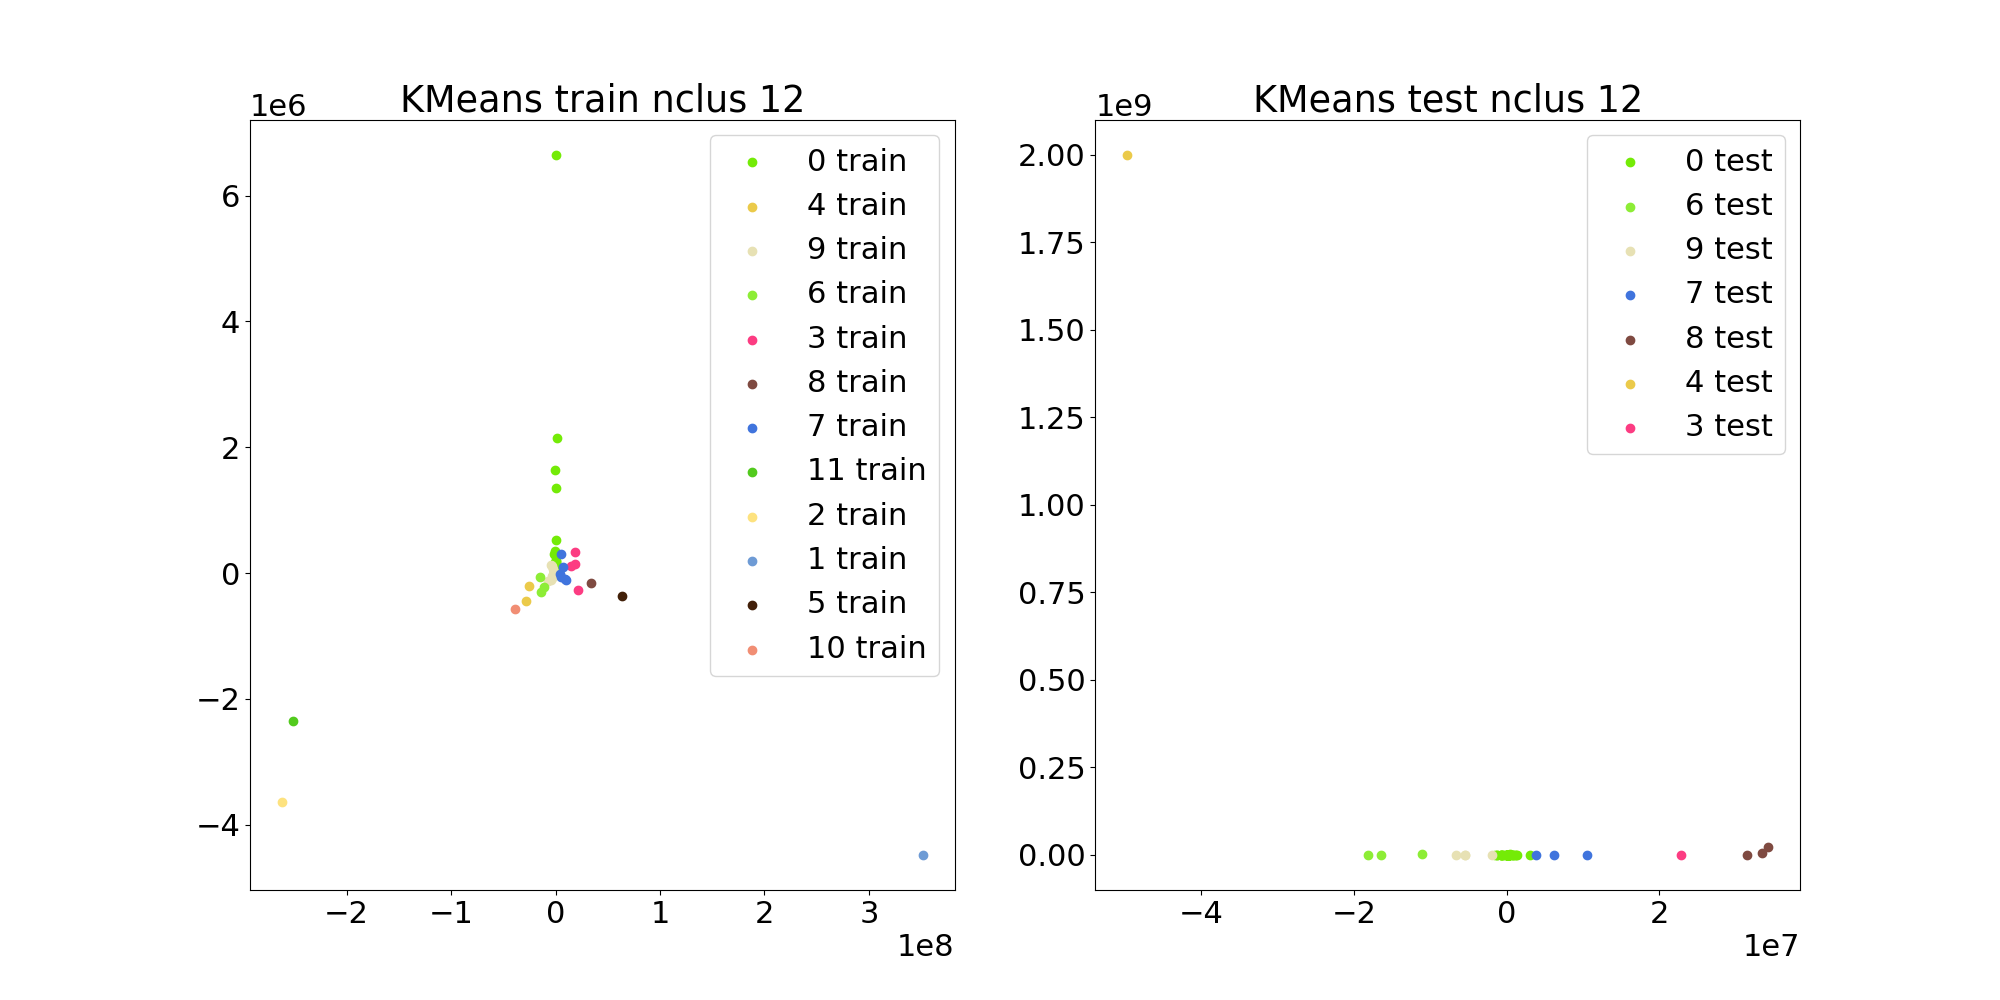 KMeans train nclus 12
1e6
6
4
2
0
−2
−4
−2
−1
0
1
2
3
1e8
0 train
4 train
9 train
6 train
3 train
8 train
7 train
11 train
2 train
1 train
5 train
10 train
KMeans test nclus 12
1e9
2.00
1.75
1.50
1.25
1.00
0.75
0.50
0.25
0.00
−4
−2
0
2
1e7
0 test
6 test
9 test
7 test
8 test
4 test
3 test